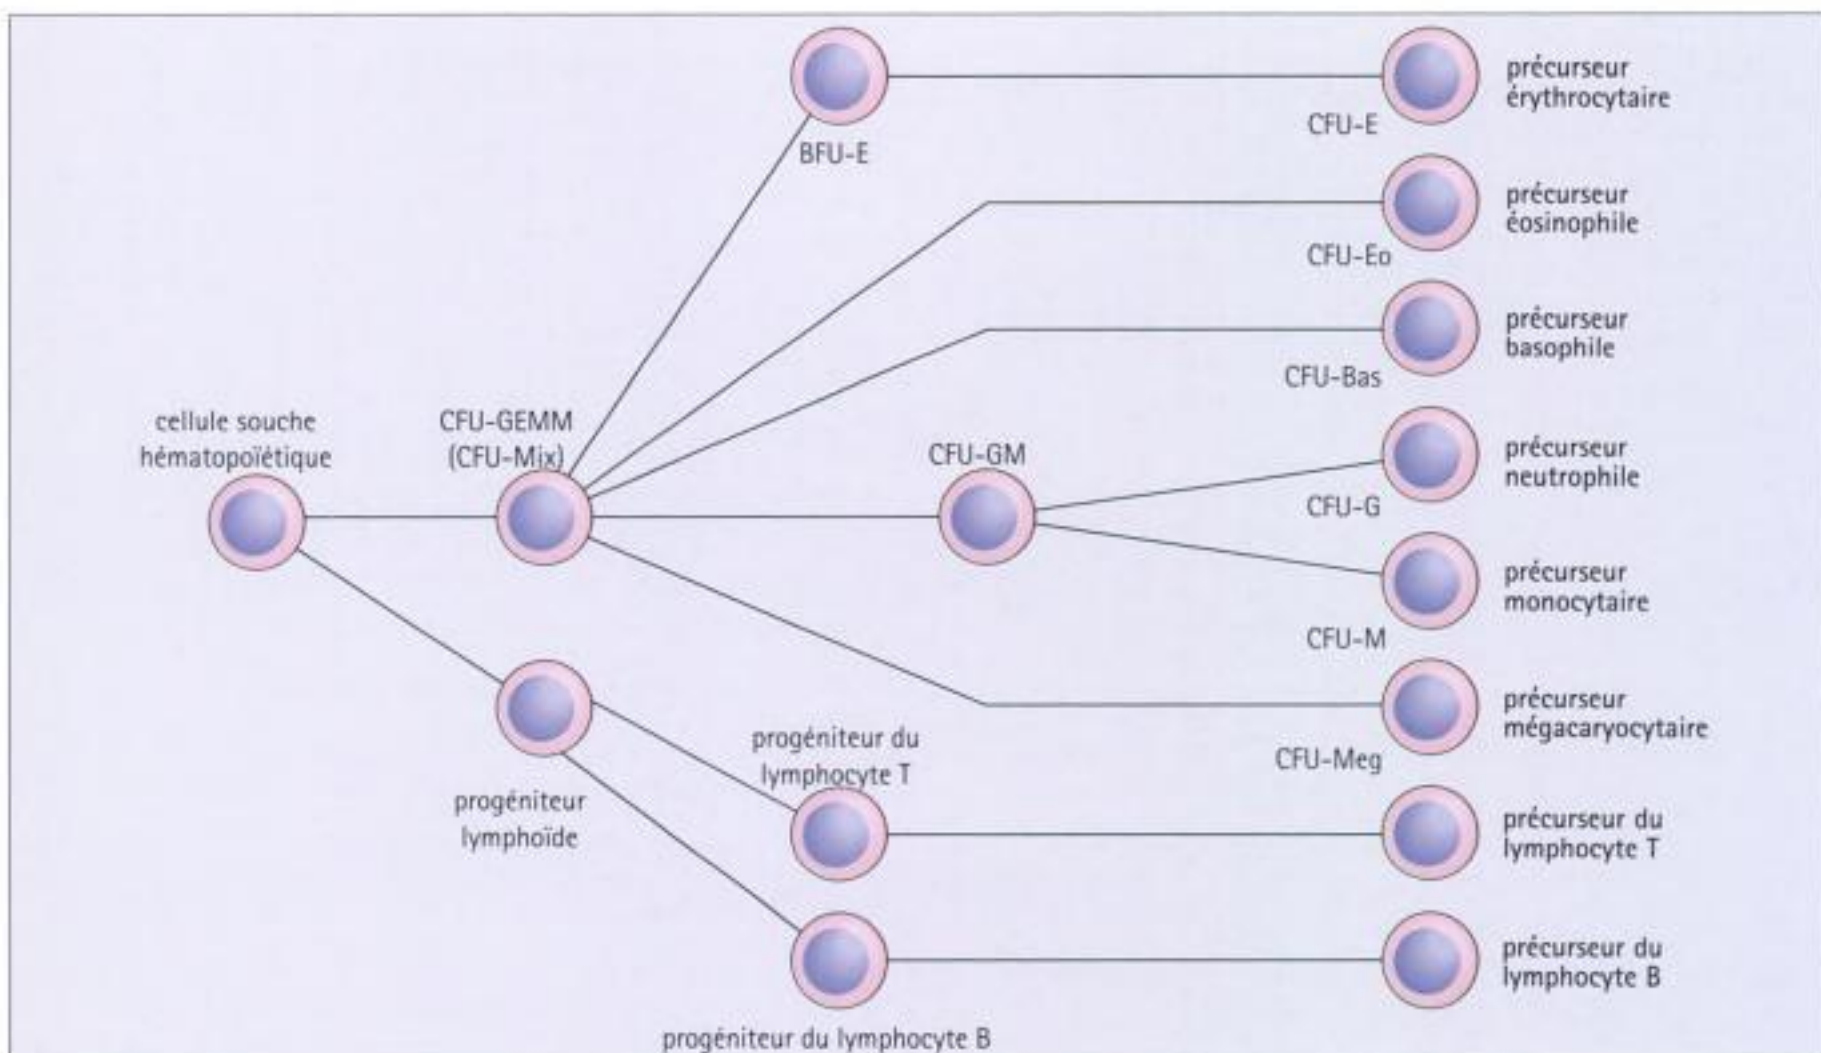 précurseur
érythrocytaire
CFU-E
BFU-E
précurseur
éosinophile
CFU-Eo
précurseur
basophile
CFU-Bas
cellule souche
hématopoïétique
CFU-GEMM
(CFU-Mix)
CFU-GM
précurseur
neutrophile
CFU-G
précurseur
monocytaire
CFU-M
précurseur
mégacaryocytaire
CFU-Meg
progéniteur du
lymphocyte T
progéniteur
lymphoïde
précurseur du
lymphocyte T
précurseur du
lymphocyte B
progéniteur du lymphocyte B